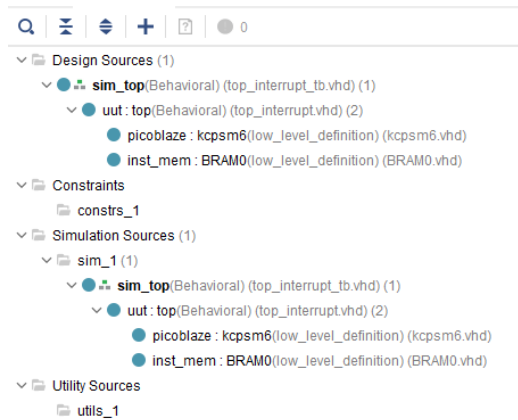 0
Design Sources (1)
sim_top(Behavioral) (top_interrupt_tb.vhd) (1)
uut : top(Behavioral) (top_interrupt.vhd) (2)
picoblaze : kcpsm6(low_level_definition) (kcpsm6.vhd)
inst_mem : BRAM0(low_level_definition) (BRAM0.vhd)
Constraints
constrs_1
Simulation Sources (1)
sim_1 (1)
sim_top(Behavioral) (top_interrupt_tb.vhd) (1)
uut : top(Behavioral) (top_interrupt.vhd) (2)
picoblaze : kcpsm6(low_level_definition) (kcpsm6.vhd)
inst_mem : BRAM0(low_level_definition) (BRAM0.vhd)
Utility Sources
utils_1